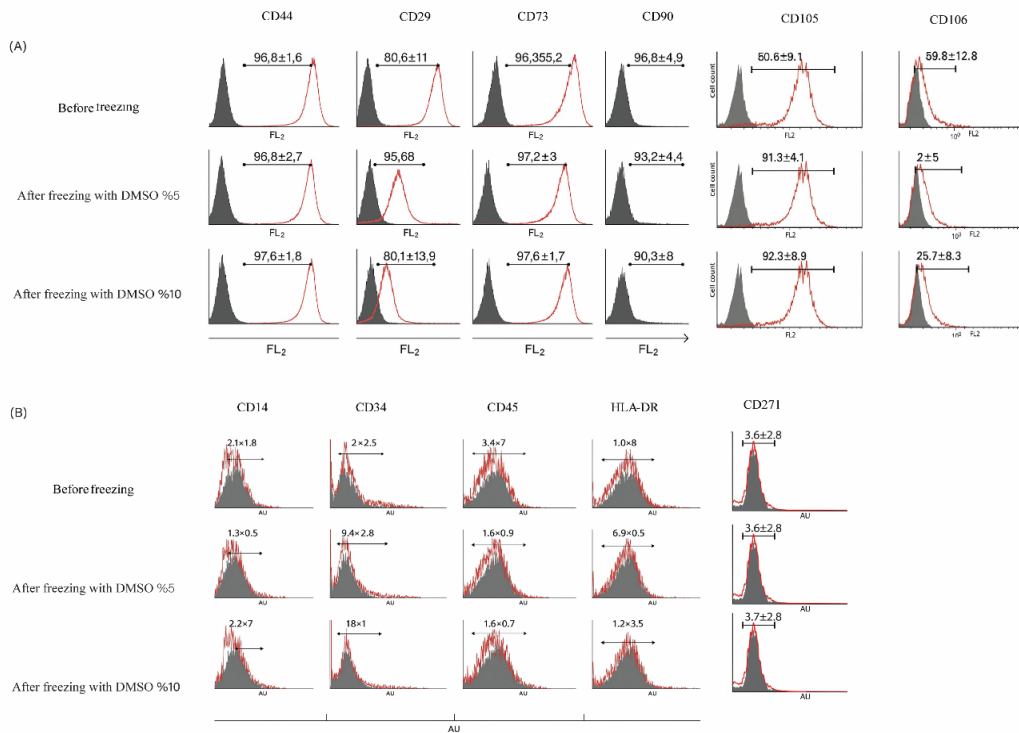 CD44 CD29 CD73 CD90 CD105 CD106
(A)
96,8±1,6 80,6±11 96,355,2 96,8±4,9 50.6±9.1 59.8±12.8
Before freezing
Cell count
FL2 FL2 FL2 FL2 FL2 10⁰ FL2
96,8±2,7 95,68 97,2±3 93,2±4,4 91.3±4.1 2±5
After freezing with DMSO %5
Cell count
FL2 FL2 FL2 FL2 FL2 10³ FL2
97,6±1,8 80,1±13,9 97,6±1,7 90,3±8 92.3±8.9 25.7±8.3
After freezing with DMSO %10
Cell count
FL2 FL2 FL2 FL2 FL2 FL2
(B)
CD14 CD34 CD45 HLA-DR CD271
2.1×1.8 2×2.5 3.4×7 1.0×8 3.6±2.8
Before freezing
AU AU AU AU AU
1.3×0.5 9.4×2.8 1.6×0.9 6.9×0.5 3.6±2.8
After freezing with DMSO %5
AU AU AU AU AU
2.2×7 18×1 1.6×0.7 1.2×3.5 3.7±2.8
After freezing with DMSO %10
AU AU AU AU AU
AU